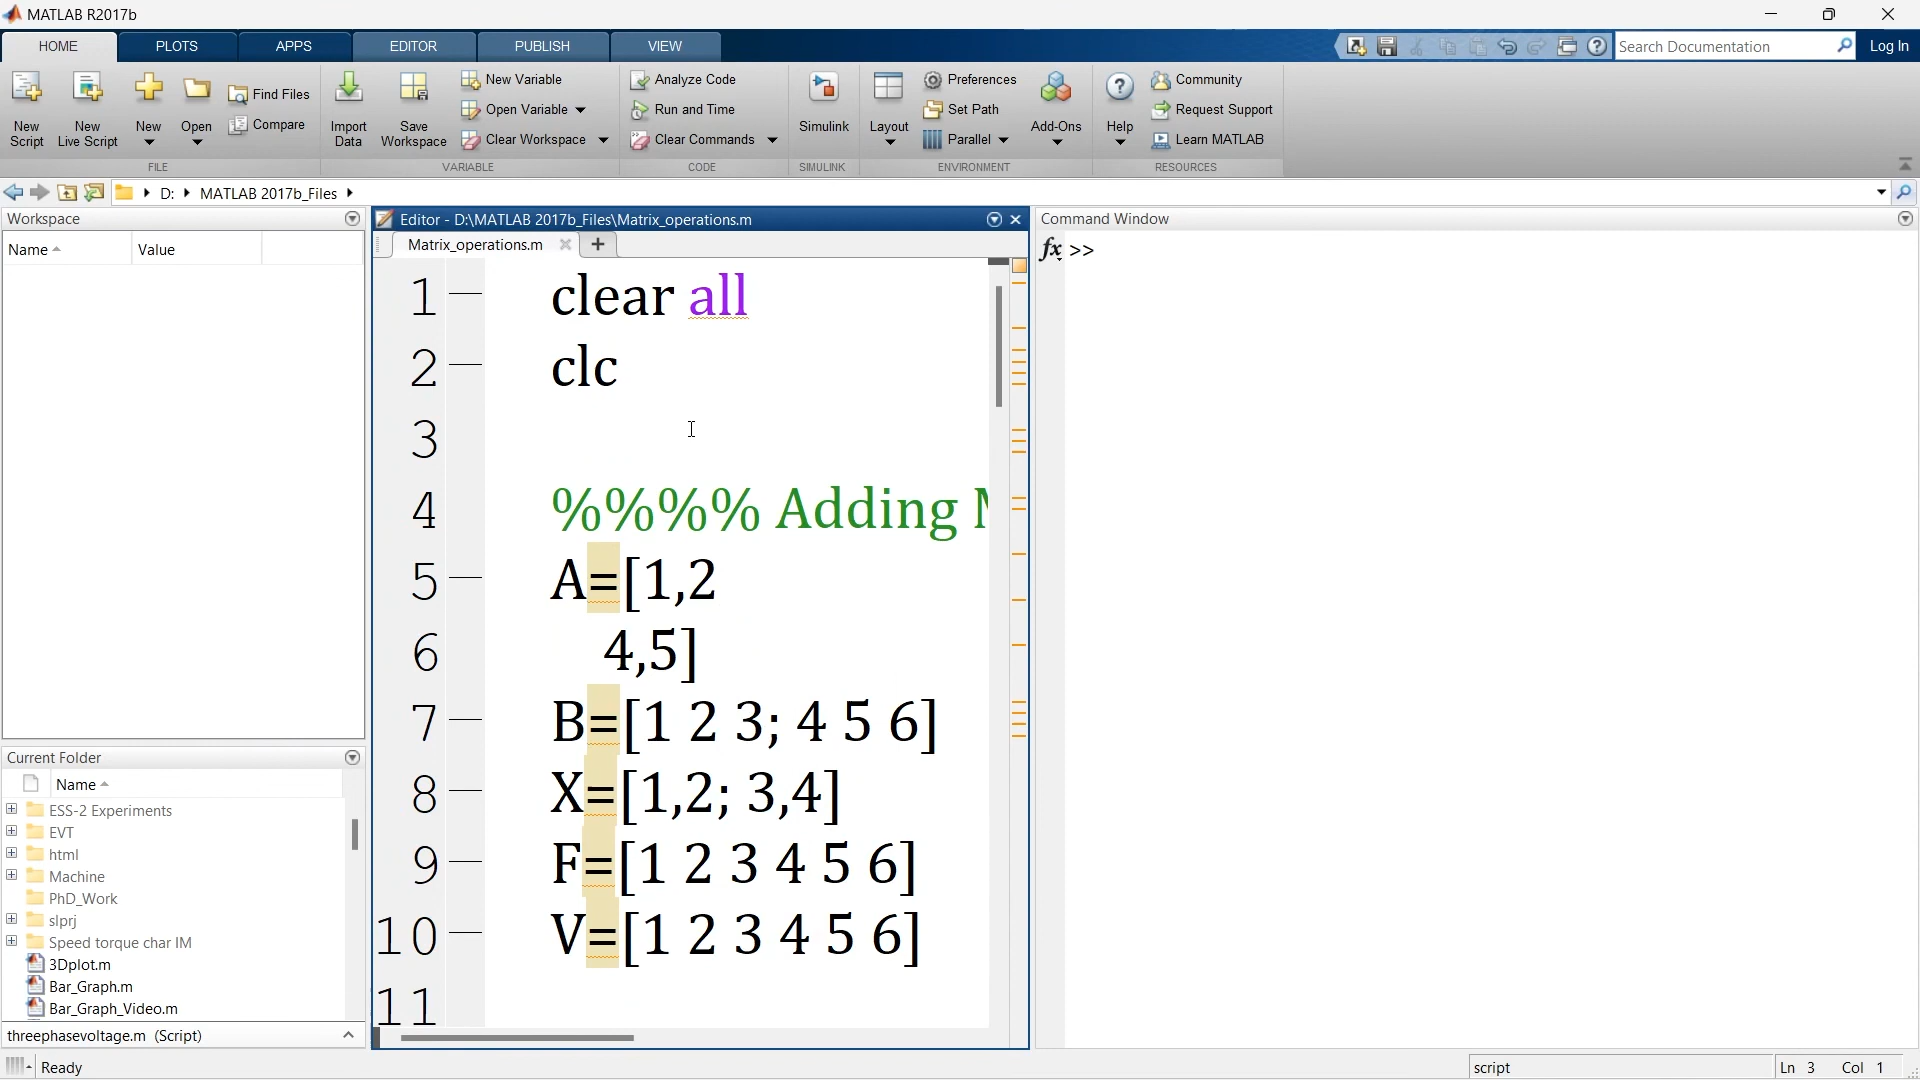 MATLAB R2017b
HOME PLOTS APPS EDITOR PUBLISH VIEW
Search Documentation
Log In
New Script
New Live Script
New
Open
Find Files
Compare
FILE
Import Data
Save Workspace
New Variable
Open Variable
Clear Workspace
VARIABLE
Analyze Code
Run and Time
Clear Commands
CODE
Simulink
SIMULINK
Layout
Preferences
Set Path
Parallel
Add-Ons
ENVIRONMENT
Help
Community
Request Support
Learn MATLAB
RESOURCES
D: MATLAB 2017b_Files
Workspace
Name Value
Current Folder
Name
ESS-2 Experiments
EVT
html
Machine
PhD_Work
slprj
Speed torque char IM
3Dplot.m
Bar_Graph.m
Bar_Graph_Video.m
threephasevoltage.m (Script)
Editor - D:\MATLAB 2017b_Files\Matrix_operations.m
Matrix_operations.m
1 clear all
2 clc
3
4 %%%% Adding
5 A=[1,2
6 4,5]
7 B=[1 2 3; 4 5 6]
8 X=[1,2; 3,4]
9 F=[1 2 3 4 5 6]
10 V=[1 2 3 4 5 6]
11
Command Window
fx >>
Ready
script
Ln 3 Col 1